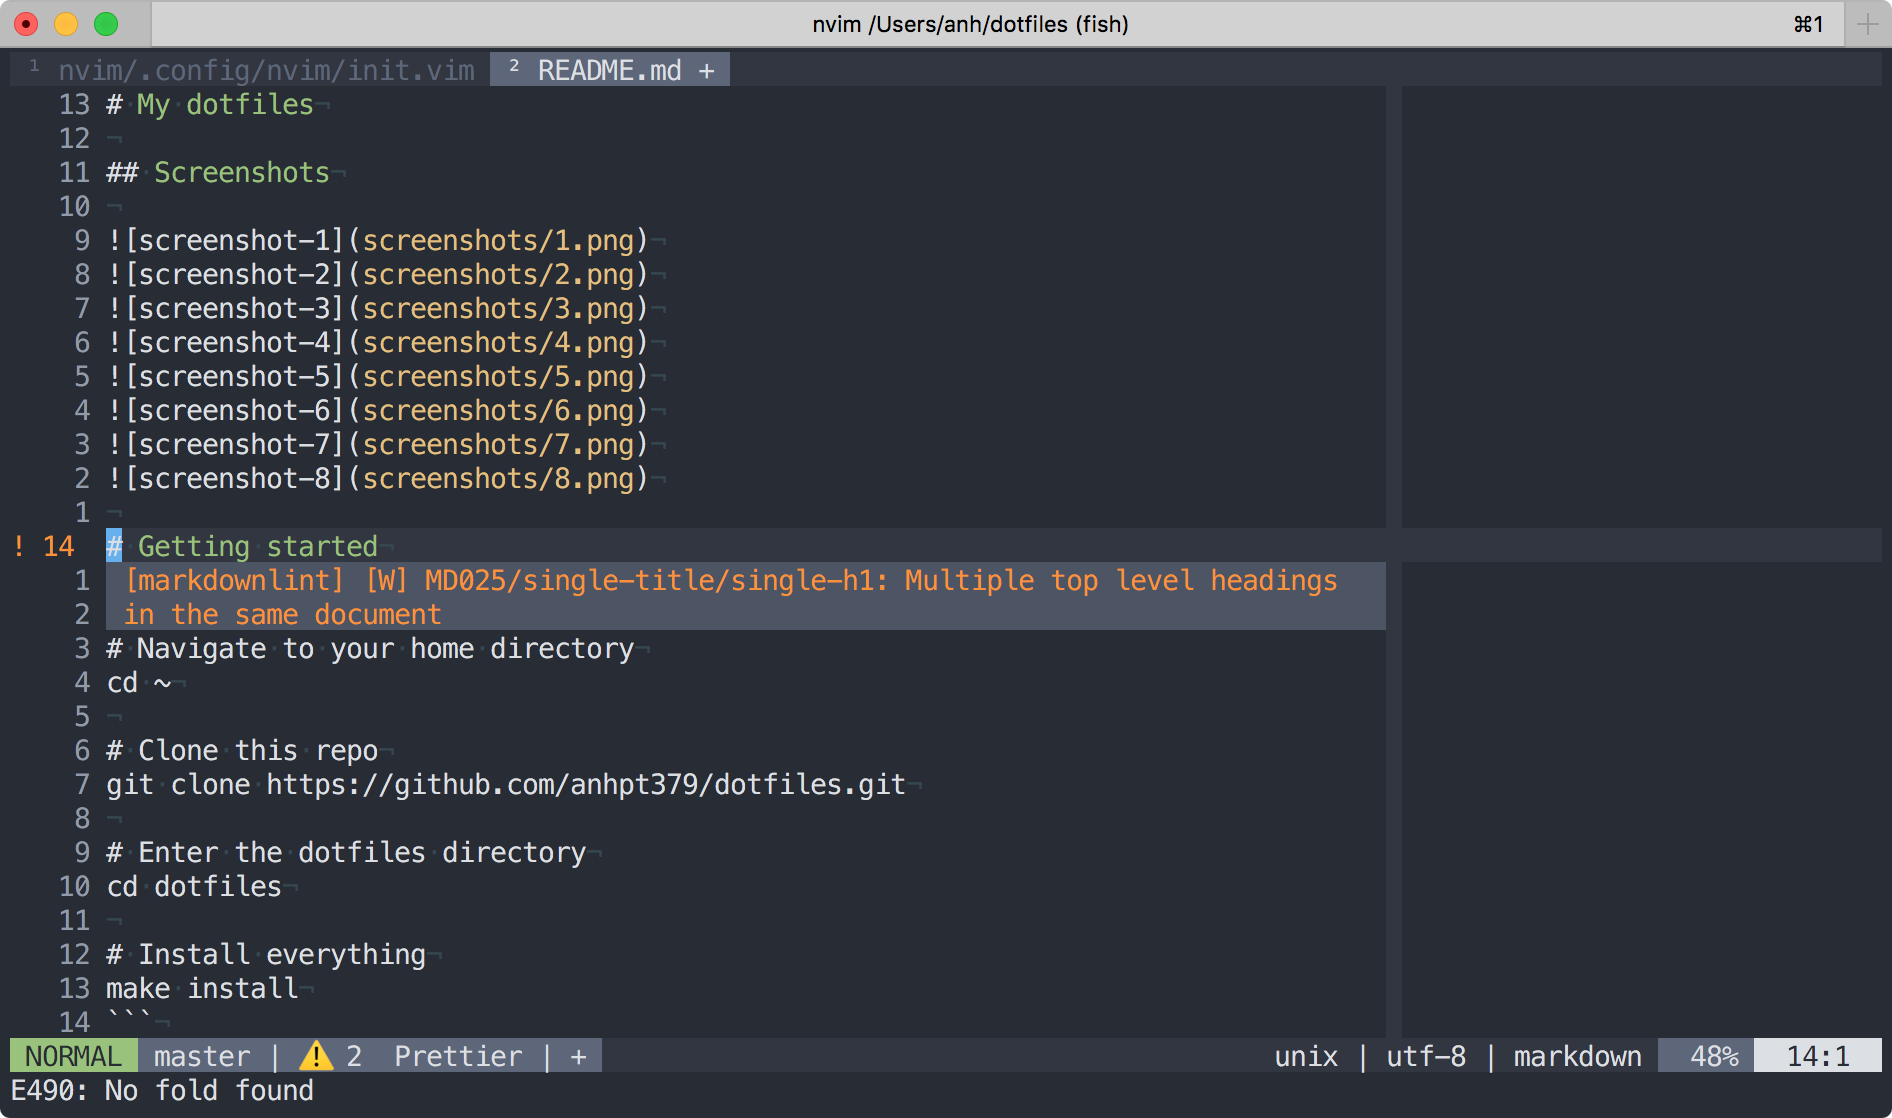 nvim /Users/anh/dotfiles (fish) ⌘1 +
1 nvim/.config/nvim/init.vim 2 README.md +
13 # My dotfiles¬
12 ¬
11 ## Screenshots¬
10 ¬
9 ![screenshot-1](screenshots/1.png)¬
8 ![screenshot-2](screenshots/2.png)¬
7 ![screenshot-3](screenshots/3.png)¬
6 ![screenshot-4](screenshots/4.png)¬
5 ![screenshot-5](screenshots/5.png)¬
4 ![screenshot-6](screenshots/6.png)¬
3 ![screenshot-7](screenshots/7.png)¬
2 ![screenshot-8](screenshots/8.png)¬
1 ¬
! 14 # Getting started¬
1 [markdownlint] [W] MD025/single-title/single-h1: Multiple top level headings
2 in the same document
3 # Navigate to your home directory¬
4 cd ~¬
5 ¬
6 # Clone this repo¬
7 git clone https://github.com/anhpt379/dotfiles.git¬
8 ¬
9 # Enter the dotfiles directory¬
10 cd dotfiles¬
11 ¬
12 # Install everything¬
13 make install¬
14 ```¬
NORMAL master | ⚠️ 2 Prettier | + unix | utf-8 | markdown 48% 14:1
E490: No fold found